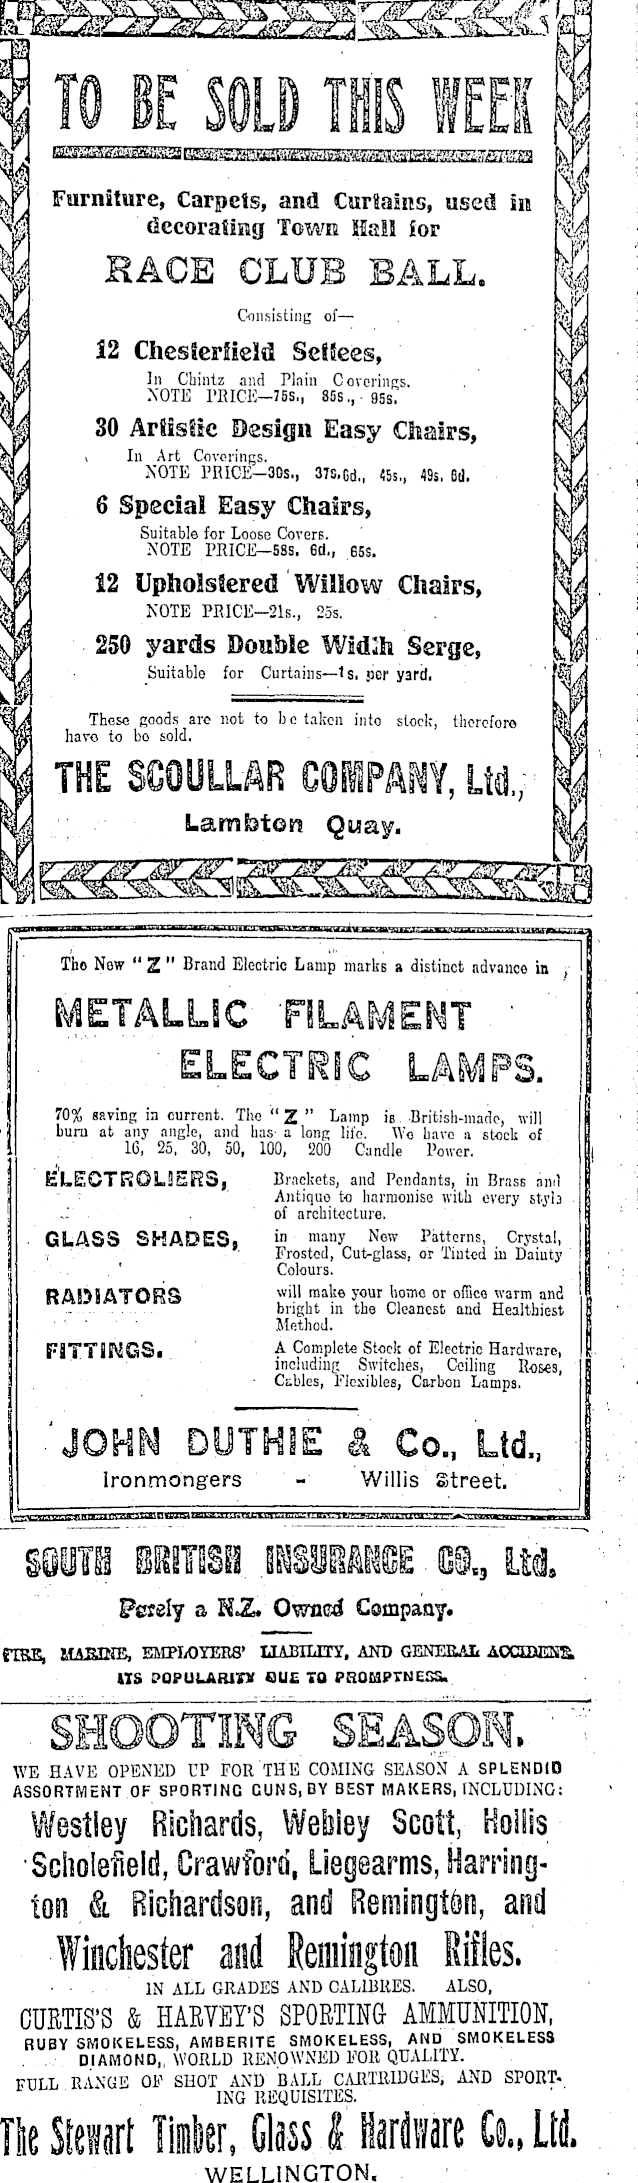 TO BE SOLD THIS WEEK
Furniture, Carpets, and Curtains, used in
decorating Town Hall for
RACE CLUB BALL.
Consisting of—
12 Chesterfield Settees,
In Chintz and Plain Coverings.
NOTE PRICE—75s., 85s., 95s.
30 Artistic Design Easy Chairs,
In Art Coverings.
NOTE PRICE—30s., 37s.6d., 45s., 49s. 6d.
6 Special Easy Chairs,
Suitable for Loose Covers.
NOTE PRICE—58s. 6d., 65s.
12 Upholstered Willow Chairs,
NOTE PRICE—21s., 25s.
250 yards Double Width Serge,
Suitable for Curtains—1s. per yard.
These goods are not to be taken into stock, therefore
have to be sold.
THE SCOULLAR COMPANY, Ltd.,
Lambton Quay.
The New "Z" Brand Electric Lamp marks a distinct advance in
METALLIC FILAMENT
ELECTRIC LAMPS.
70% saving in current. The "Z" Lamp is British-made, will
burn at any angle, and has a long life. We have a stock of
16, 25, 30, 50, 100, 200 Candle Power.
ELECTROLIERS, Brackets, and Pendants, in Brass and
Antique to harmonise with every style
of architecture.
GLASS SHADES, in many New Patterns, Crystal,
Frosted, Cut-glass, or Tinted in Dainty
Colours.
RADIATORS will make your home or office warm and
bright in the Cleanest and Healthiest
Method.
FITTINGS. A Complete Stock of Electric Hardware,
including Switches, Ceiling Roses,
Cables, Flexibles, Carbon Lamps.
JOHN DUTHIE & Co., Ltd.,
Ironmongers - Willis Street.
SOUTH BRITISH INSURANCE CO., Ltd.
Purely a N.Z. Owned Company.
FIRE, MARINE, EMPLOYERS' LIABILITY, AND GENERAL ACCIDENT.
ITS POPULARITY DUE TO PROMPTNESS.
SHOOTING SEASON.
WE HAVE OPENED UP FOR THE COMING SEASON A SPLENDID
ASSORTMENT OF SPORTING GUNS, BY BEST MAKERS, INCLUDING:
Westley Richards, Webley Scott, Hollis
Scholefield, Crawford, Liegearms, Harring-
ton & Richardson, and Remington, and
Winchester and Remington Rifles.
IN ALL GRADES AND CALIBRES. ALSO,
CURTIS'S & HARVEY'S SPORTING AMMUNITION,
RUBY SMOKELESS, AMBERITE SMOKELESS, AND SMOKELESS
DIAMOND, WORLD RENOWNED FOR QUALITY.
FULL RANGE OF SHOT AND BALL CARTRIDGES, AND SPORT-
ING REQUISITES.
The Stewart Timber, Glass & Hardware Co., Ltd.
WELLINGTON.